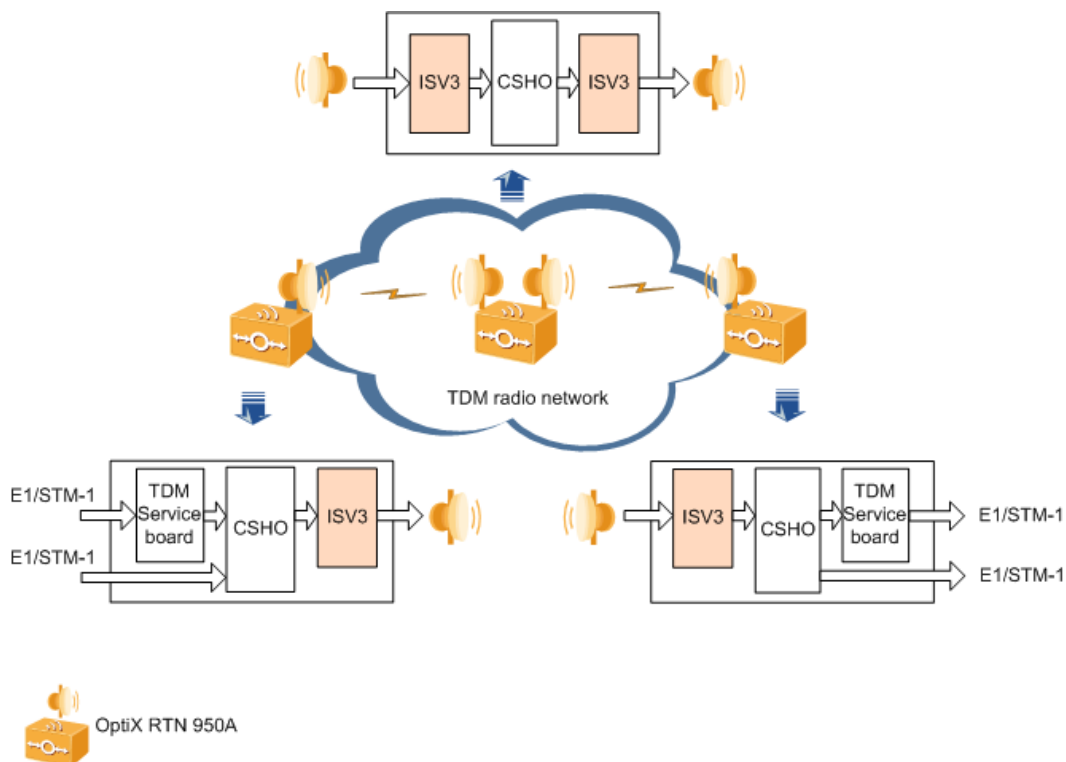 ISV3
CSHO
ISV3
TDM radio network
E1/STM-1
E1/STM-1
TDM
Service
board
CSHO
ISV3
ISV3
CSHO
TDM
Service
board
E1/STM-1
E1/STM-1
OptiX RTN 950A